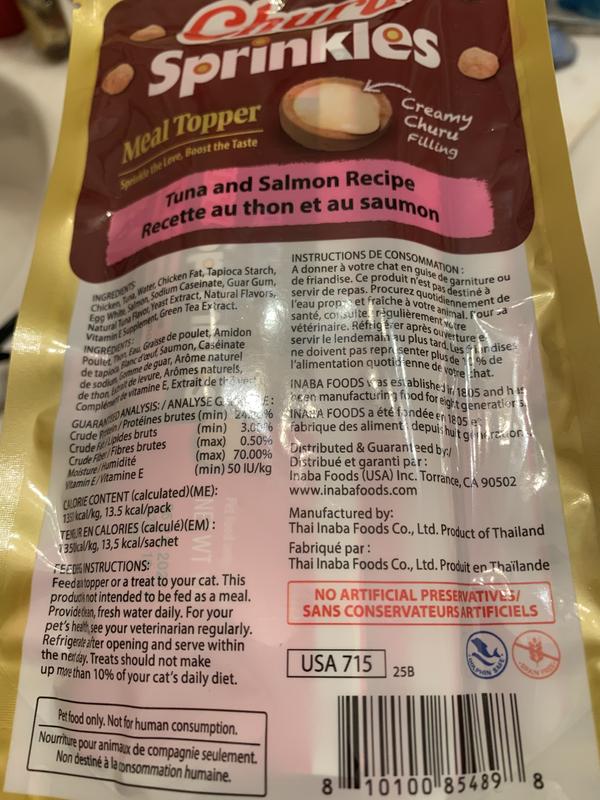 Churu
Sprinkles
Meal Topper
Sprinkle the Love, Boost the Taste
Creamy
Churu
Filling
Tuna and Salmon Recipe
Recette au thon et au saumon
INGREDIENTS:
Chicken, Tuna, Water, Chicken Fat, Tapioca Starch,
Egg White, Salmon, Sodium Caseinate, Guar Gum,
Natural Tuna Flavor, Yeast Extract, Natural Flavors,
Vitamin E Supplement, Green Tea Extract.
INGRÉDIENTS:
Poulet, Thon, Eau, Graisse de poulet, Amidon
de tapioca, Blanc d'œuf, Saumon, Caséinate
de sodium, Gomme de guar, Arôme naturel
de thon, Extrait de levure, Arômes naturels,
Complément de vitamine E, Extrait de thé vert.
GUARANTEED ANALYSIS: / ANALYSE :
Crude Protein / Protéines brutes (min)
Crude Fat / Lipides bruts (min)
Crude Fiber / Fibres brutes (max) 0.50%
Moisture / Humidité (max) 70.00%
Vitamin E / Vitamine E (min) 50 IU/kg
CALORIE CONTENT (calculated)(ME):
kcal/kg, 13.5 kcal/pack
TENEUR EN CALORIES (calculé)(EM) :
kcal/kg, 13,5 kcal/sachet
FEEDING INSTRUCTIONS:
Feed as topper or a treat to your cat. This
product not intended to be fed as a meal.
Provide clean, fresh water daily. For your
pet's health, see your veterinarian regularly.
Refrigerate after opening and serve within
the next day. Treats should not make
up more than 10% of your cat's daily diet.
Pet food only. Not for human consumption.
Nourriture pour animaux de compagnie seulement.
Non destiné à la consommation humaine.
INSTRUCTIONS DE CONSOMMATION :
A donner à votre chat en guise de garniture ou
de friandise. Ce produit n'est pas destiné à
servir de repas. Procurez quotidiennement de
l'eau propre et fraîche à votre animal. Pour sa
santé, consultez régulièrement votre
vétérinaire. Réfrigérer après ouverture et
servir le lendemain au plus tard. Les friandises
ne doivent pas représenter plus de 10 % de
l'alimentation quotidienne de votre chat.
INABA FOODS was established in 1805 and has
been manufacturing food for eight generations.
INABA FOODS a été fondée en 1805 et
fabrique des aliments depuis huit générations.
Distributed & Guaranteed by:/
Distribué et garanti par :
Inaba Foods (USA) Inc. Torrance, CA 90502
www.inabafoods.com
Manufactured by:
Thai Inaba Foods Co., Ltd. Product of Thailand
Fabriqué par :
Thai Inaba Foods Co., Ltd. Produit en Thaïlande
NO ARTIFICIAL PRESERVATIVES/
SANS CONSERVATEURS ARTIFICIELS
USA 715
25B
DOLPHIN SAFE
GRAIN FREE
8 10100 85489 8